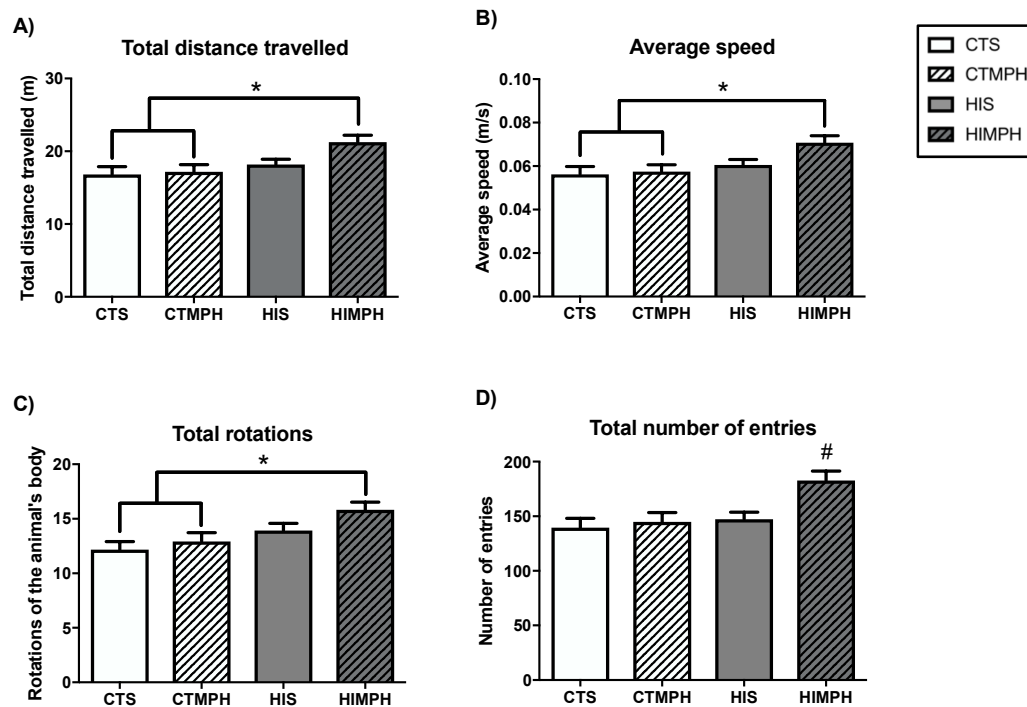 A)
Total distance travelled
Total distance travelled (m)
30
20
10
0
*
CTS
CTMPH
HIS
HIMPH
B)
Average speed
Average speed (m/s)
0.10
0.08
0.06
0.04
0.02
0.00
*
CTS
CTMPH
HIS
HIMPH
CTS
CTMPH
HIS
HIMPH
C)
Total rotations
Rotations of the animal's body
20
15
10
5
0
*
CTS
CTMPH
HIS
HIMPH
D)
Total number of entries
Number of entries
200
150
100
50
0
#
CTS
CTMPH
HIS
HIMPH